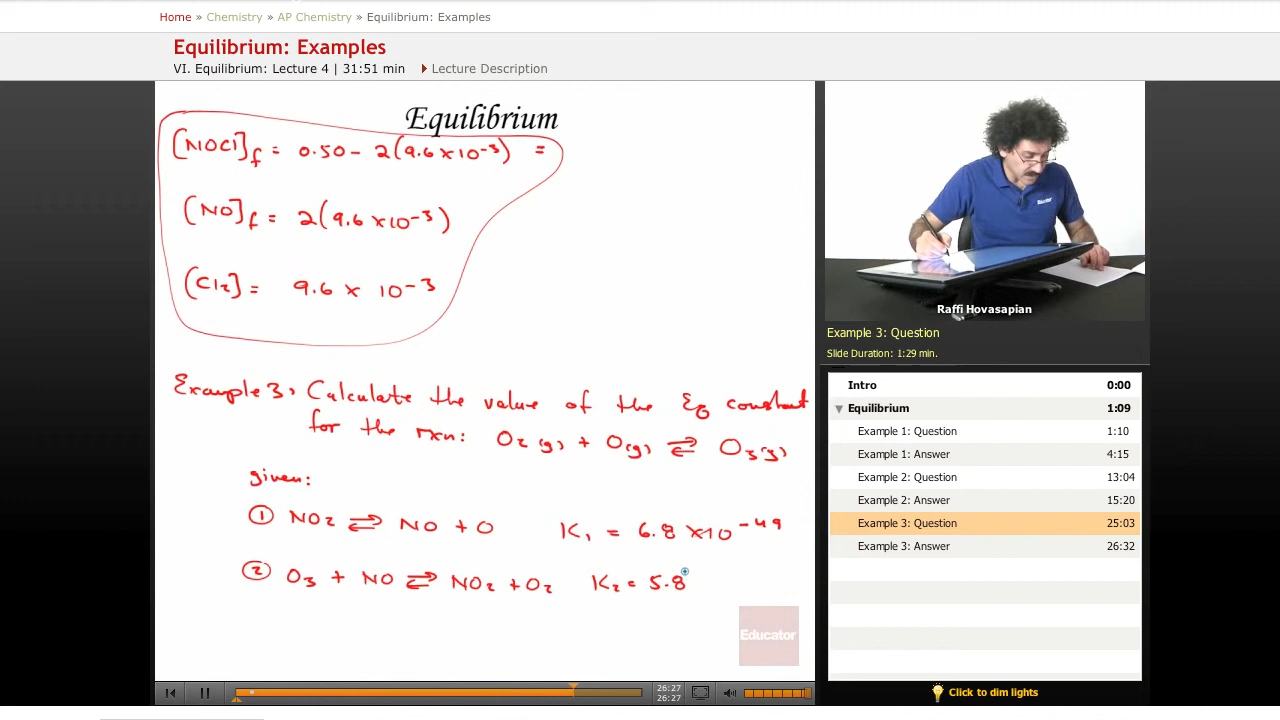 Home » Chemistry » AP Chemistry » Equilibrium: Examples
Equilibrium: Examples
VI. Equilibrium: Lecture 4 | 31:51 min Lecture Description
Equilibrium
[NOCl]f = 0.50 - 2(9.6 x 10^-3) =
[NO]f = 2(9.6 x 10^-3)
[Cl2] = 9.6 x 10^-3
Example 3: Calculate the value of the Eq constant
for the rxn: O2(g) + O(g) ⇌ O3(g)
given:
① NO2 ⇌ NO + O K1 = 6.8 x 10^-49
② O3 + NO ⇌ NO2 + O2 K2 = 5.8
Educator
Educator
Raffi Hovasapian
Example 3: Question
Slide Duration: 1:29 min.
Intro 0:00
Equilibrium 1:09
Example 1: Question 1:10
Example 1: Answer 4:15
Example 2: Question 13:04
Example 2: Answer 15:20
Example 3: Question 25:03
Example 3: Answer 26:32
26:27
26:27
Click to dim lights